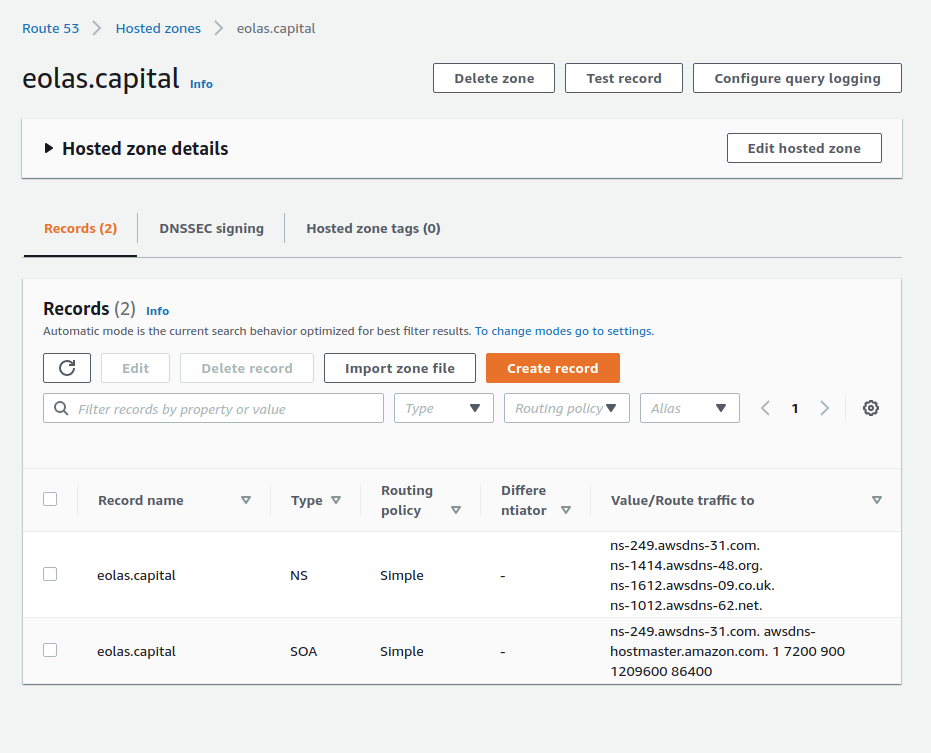 Route 53 > Hosted zones > eolas.capital
eolas.capital Info
Delete zone Test record Configure query logging
Hosted zone details
Edit hosted zone
Records (2) DNSSEC signing Hosted zone tags (0)
Records (2) Info
Automatic mode is the current search behavior optimized for best filter results. To change modes go to settings.
Edit Delete record Import zone file Create record
Filter records by property or value Type Routing policy Alias 1
Record name Type Routing policy Differentiator Value/Route traffic to
eolas.capital NS Simple - ns-249.awsdns-31.com.
ns-1414.awsdns-48.org.
ns-1612.awsdns-09.co.uk.
ns-1012.awsdns-62.net.
eolas.capital SOA Simple - ns-249.awsdns-31.com. awsdns-
hostmaster.amazon.com. 1 7200 900
1209600 86400